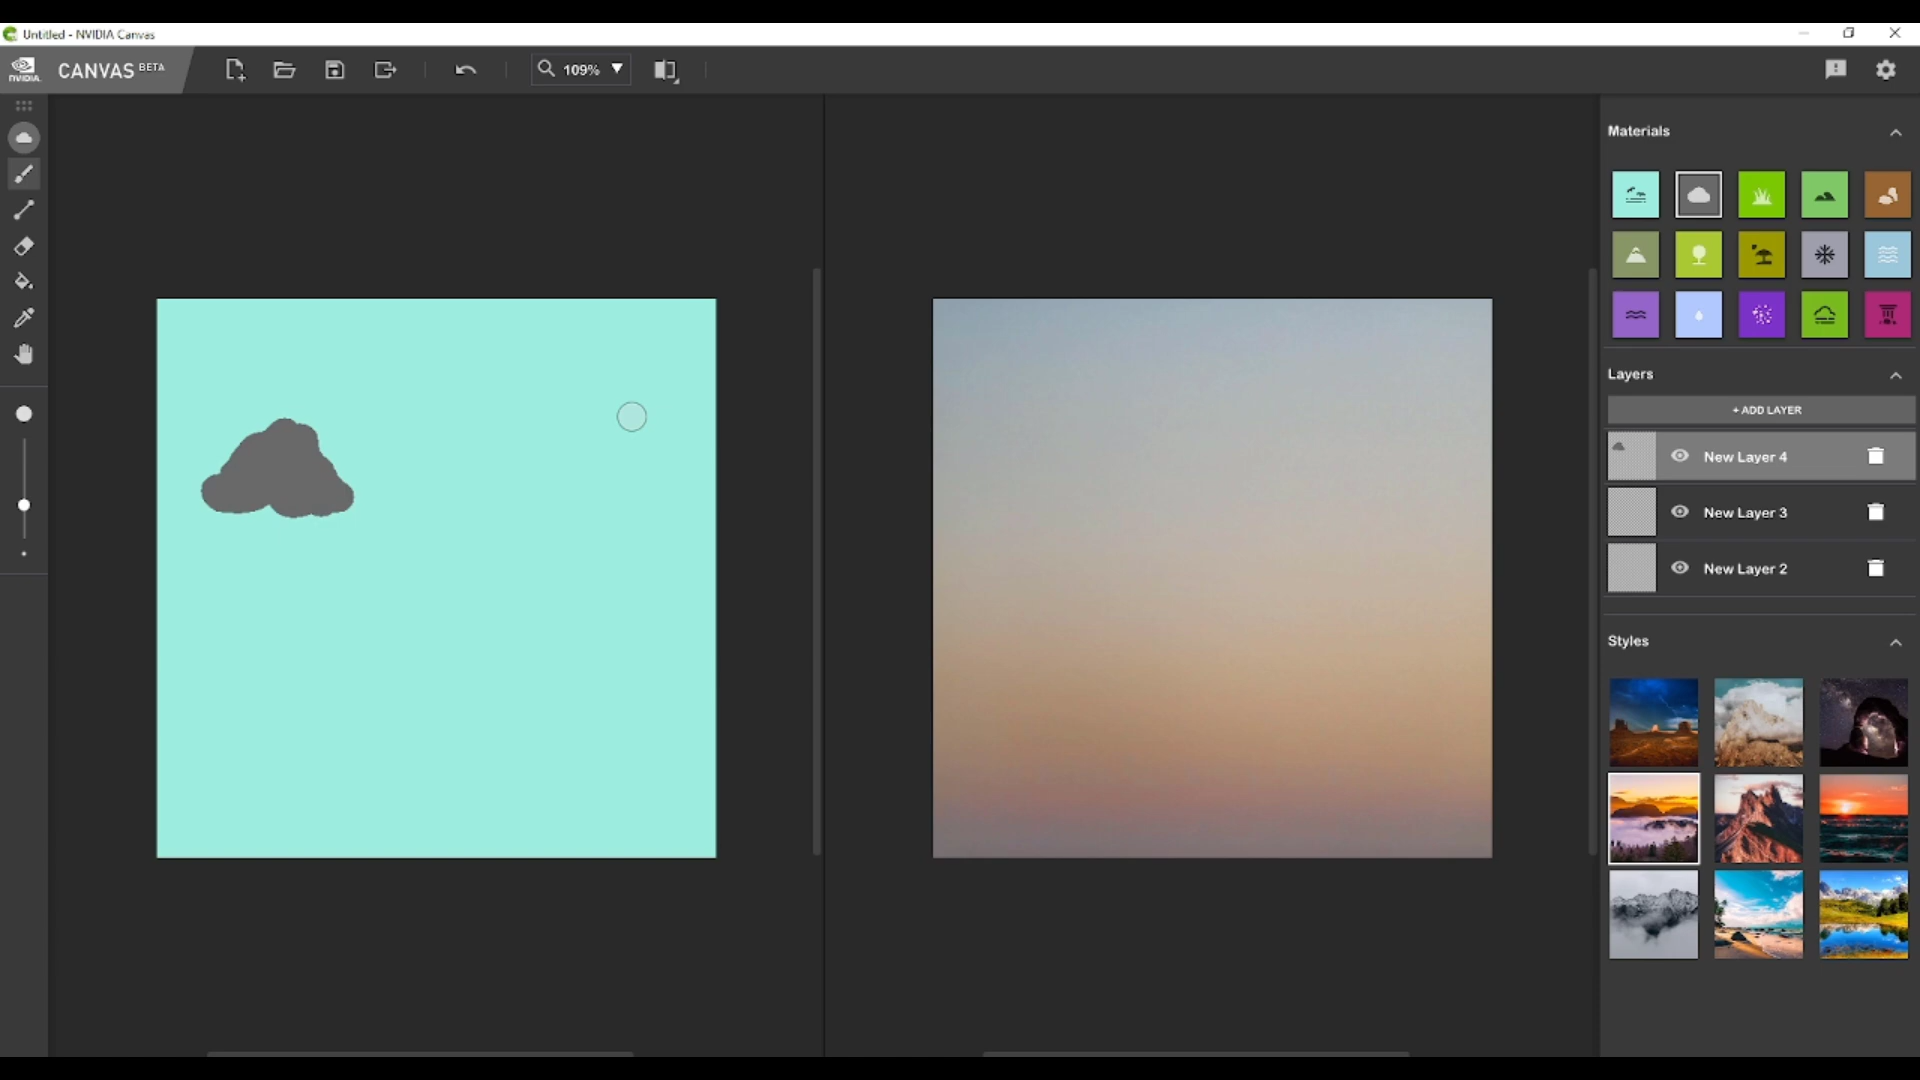 Untitled - NVIDIA Canvas
NVIDIA.
CANVAS BETA
109%
Materials
Layers
+ ADD LAYER
New Layer 4
New Layer 3
New Layer 2
Styles